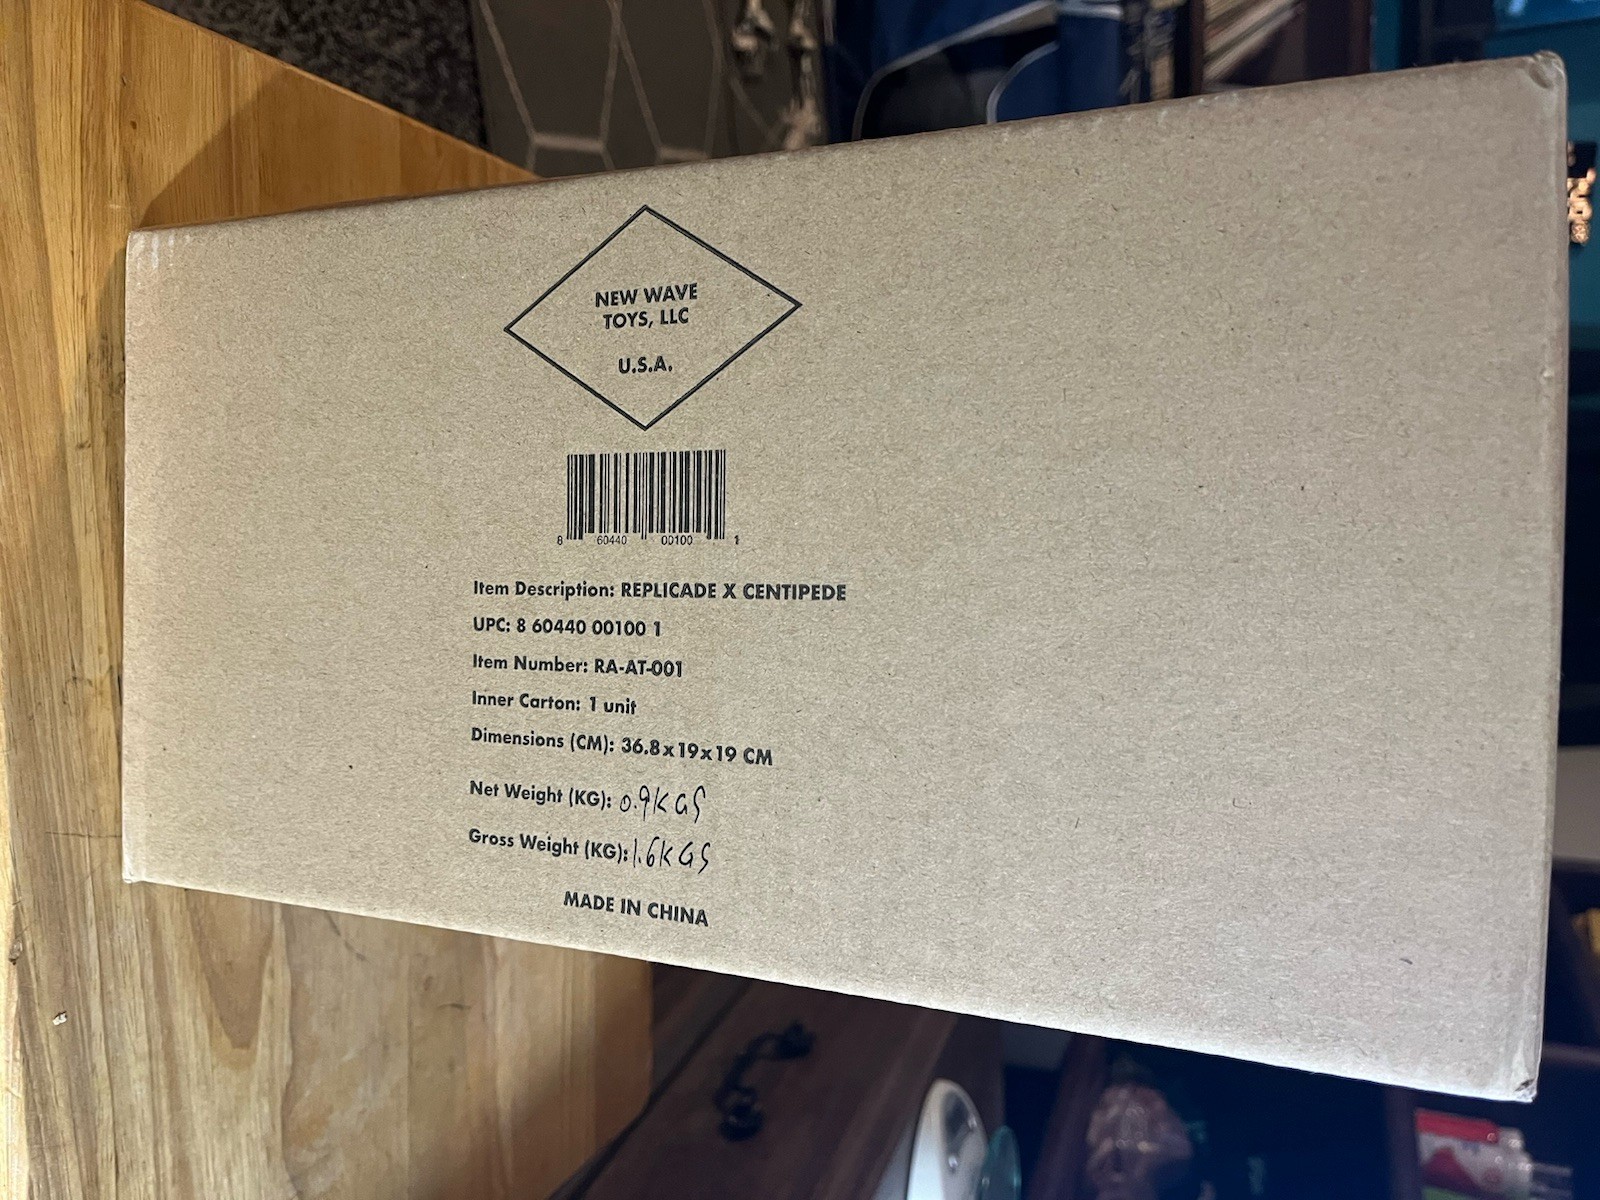 NEW WAVE
TOYS, LLC
U.S.A.
8 60440 00100 1
Item Description: REPLICADE X CENTIPEDE
UPC: 8 60440 00100 1
Item Number: RA-AT-001
Inner Carton: 1 unit
Dimensions (CM): 36.8x19x19 CM
Net Weight (KG): 0.9KGS
Gross Weight (KG): 1.6KGS
MADE IN CHINA